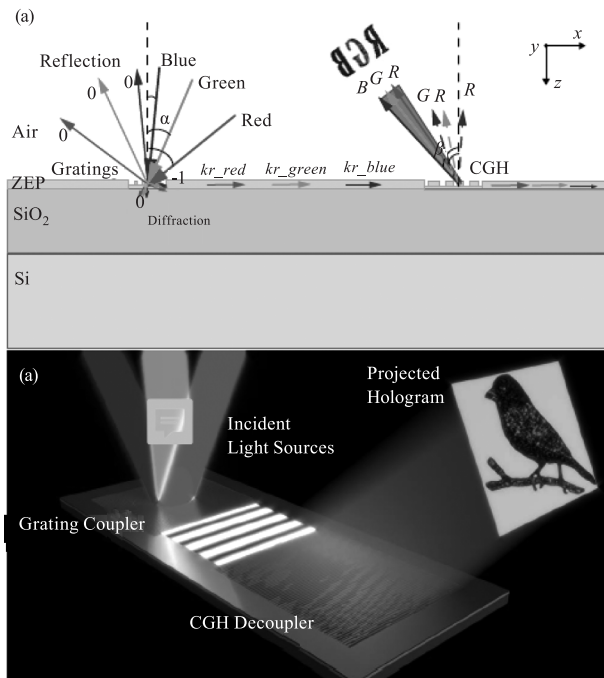 (a)
Blue
Reflection
Green
Red
0
0
0
α
Air
Gratings
-1
kr_red
kr_green
kr_blue
ZEP
0
Diffraction
SiO₂
Si
RGB
B
G
R
G
R
R
β
CGH
y
x
z
(a)
Projected
Hologram
Incident
Light Sources
Grating Coupler
CGH Decoupler